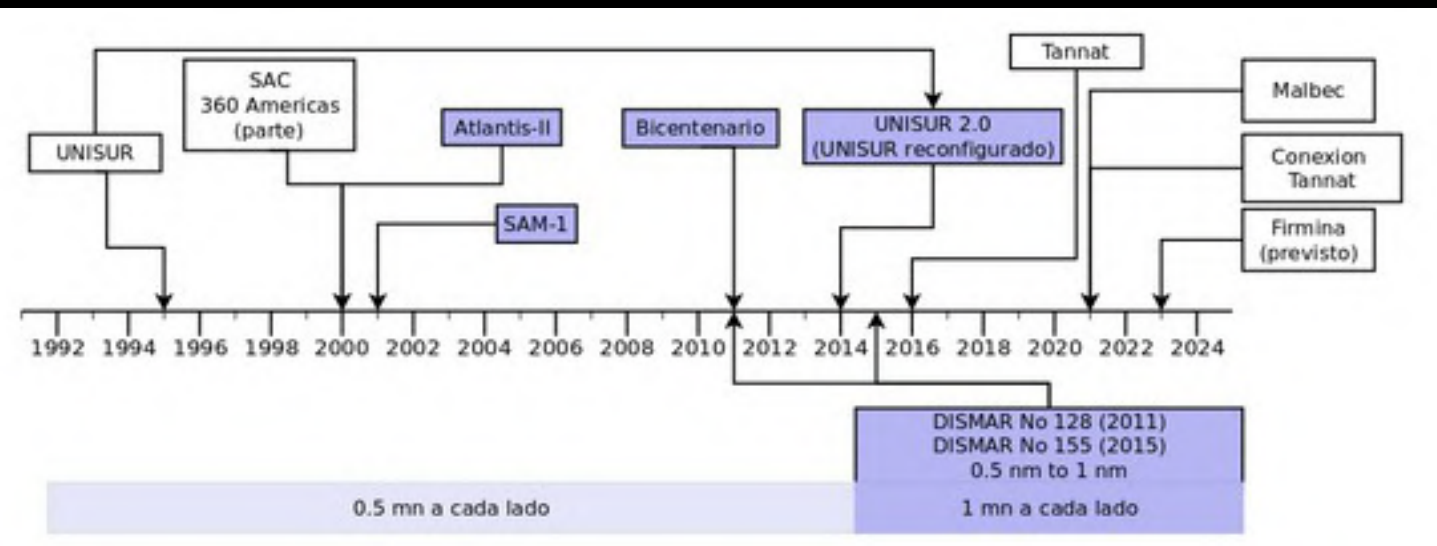 Tannat
SAC
360 Americas
(parte)
Malbec
Atlantis-II
Bicentenario
UNISUR 2.0
(UNISUR reconfigurado)
UNISUR
Conexion
Tannat
SAM-1
Firmina
(previsto)
1992 1994 1996 1998 2000 2002 2004 2006 2008 2010 2012 2014 2016 2018 2020 2022 2024
DISMAR No 128 (2011)
DISMAR No 155 (2015)
0.5 nm to 1 nm
0.5 mn a cada lado
1 mn a cada lado